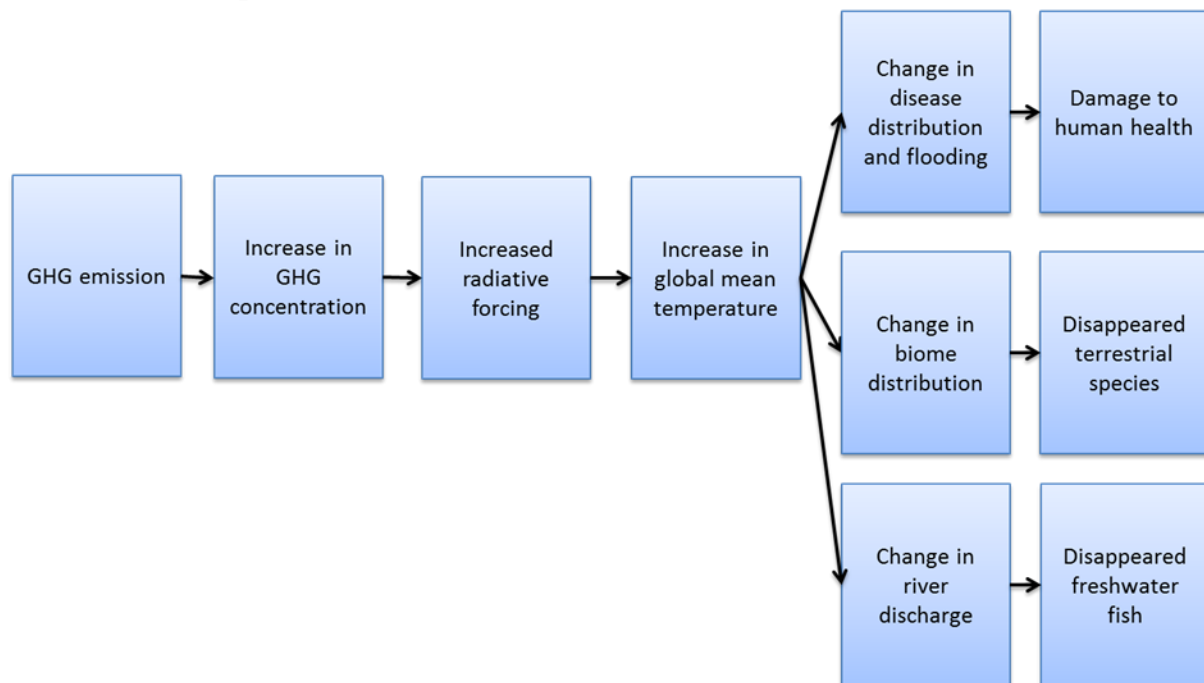 GHG emission
Increase in
GHG
concentration
Increased
radiative
forcing
Increase in
global mean
temperature
Change in
disease
distribution
and flooding
Damage to
human health
Change in
biome
distribution
Disappeared
terrestrial
species
Change in
river
discharge
Disappeared
freshwater
fish